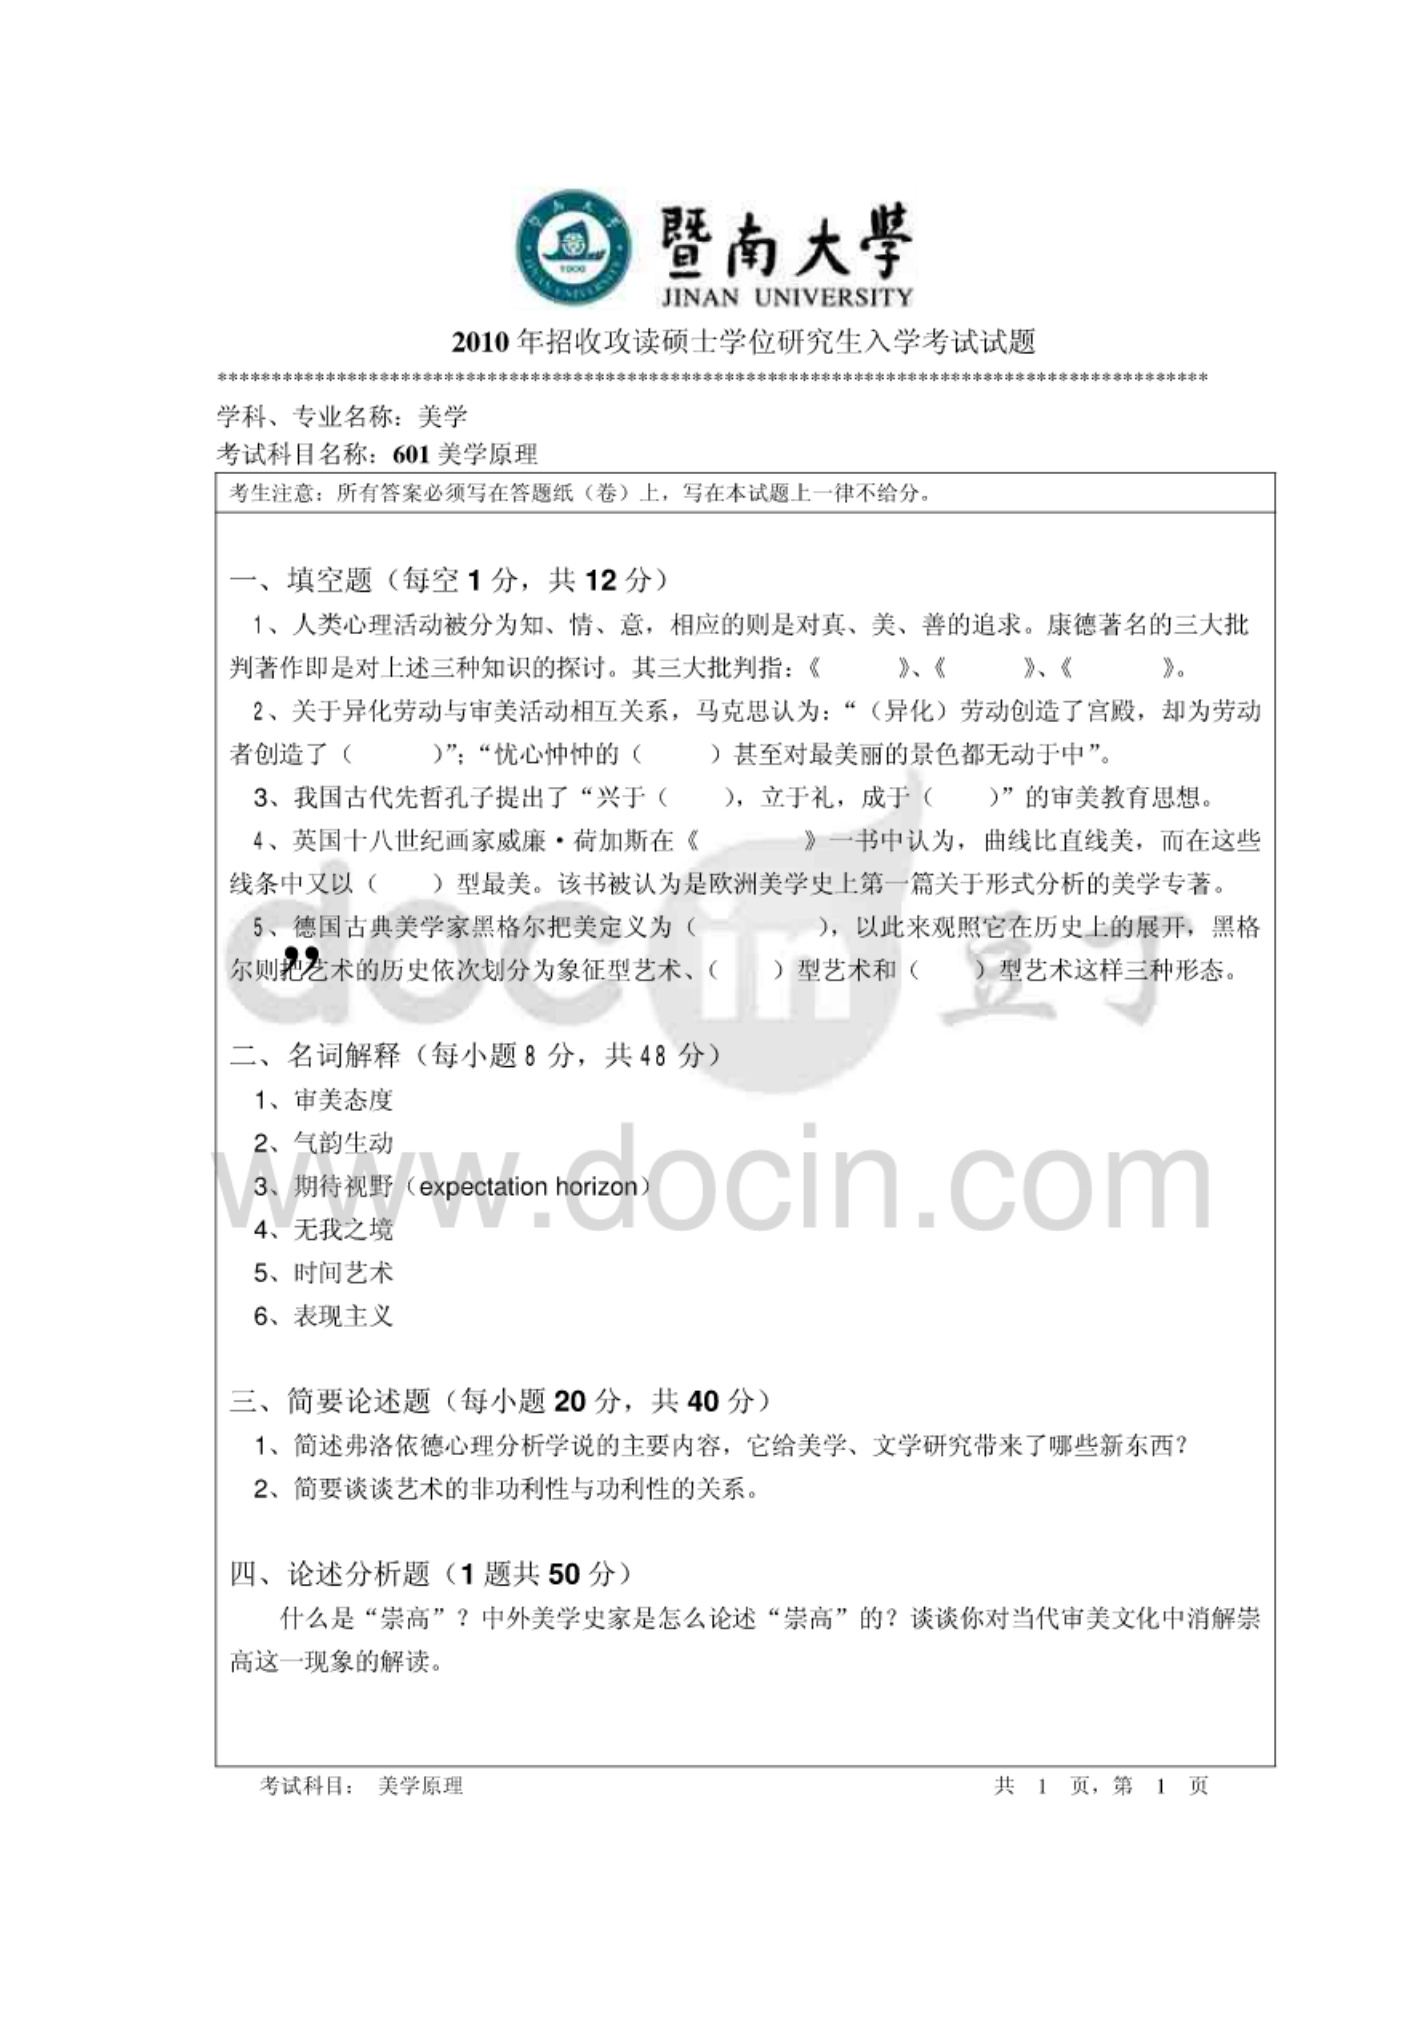 暨南大学
JINAN UNIVERSITY
2010 年招收攻读硕士学位研究生入学考试试题
********************************************************************************************
学科、专业名称：美学
考试科目名称：601 美学原理
考生注意：所有答案必须写在答题纸（卷）上，写在本试题上一律不给分。
一、填空题（每空 1 分，共 12 分）
1、人类心理活动被分为知、情、意，相应的则是对真、美、善的追求。康德著名的三大批
判著作即是对上述三种知识的探讨。其三大批判指：《　　　》、《　　　》、《　　　》。
2、关于异化劳动与审美活动相互关系，马克思认为：“（异化）劳动创造了宫殿，却为劳动
者创造了（　　　）”；“忧心忡忡的（　　）甚至对最美丽的景色都无动于中”。
3、我国古代先哲孔子提出了“兴于（　　），立于礼，成于（　　）”的审美教育思想。
4、英国十八世纪画家威廉·荷加斯在《　　　　》一书中认为，曲线比直线美，而在这些
线条中又以（　　）型最美。该书被认为是欧洲美学史上第一篇关于形式分析的美学专著。
5、德国古典美学家黑格尔把美定义为（　　　　），以此来观照它在历史上的展开，黑格
尔则把艺术的历史依次划分为象征型艺术、（　　）型艺术和（　　）型艺术这样三种形态。
”
docin 豆丁
二、名词解释（每小题 8 分，共 48 分）
1、审美态度
2、气韵生动
3、期待视野（expectation horizon）
www.docin.com
4、无我之境
5、时间艺术
6、表现主义
三、简要论述题（每小题 20 分，共 40 分）
1、简述弗洛依德心理分析学说的主要内容，它给美学、文学研究带来了哪些新东西？
2、简要谈谈艺术的非功利性与功利性的关系。
四、论述分析题（1 题共 50 分）
什么是“崇高”？中外美学史家是怎么论述“崇高”的？谈谈你对当代审美文化中消解崇
高这一现象的解读。
考试科目： 美学原理 共 1 页，第 1 页